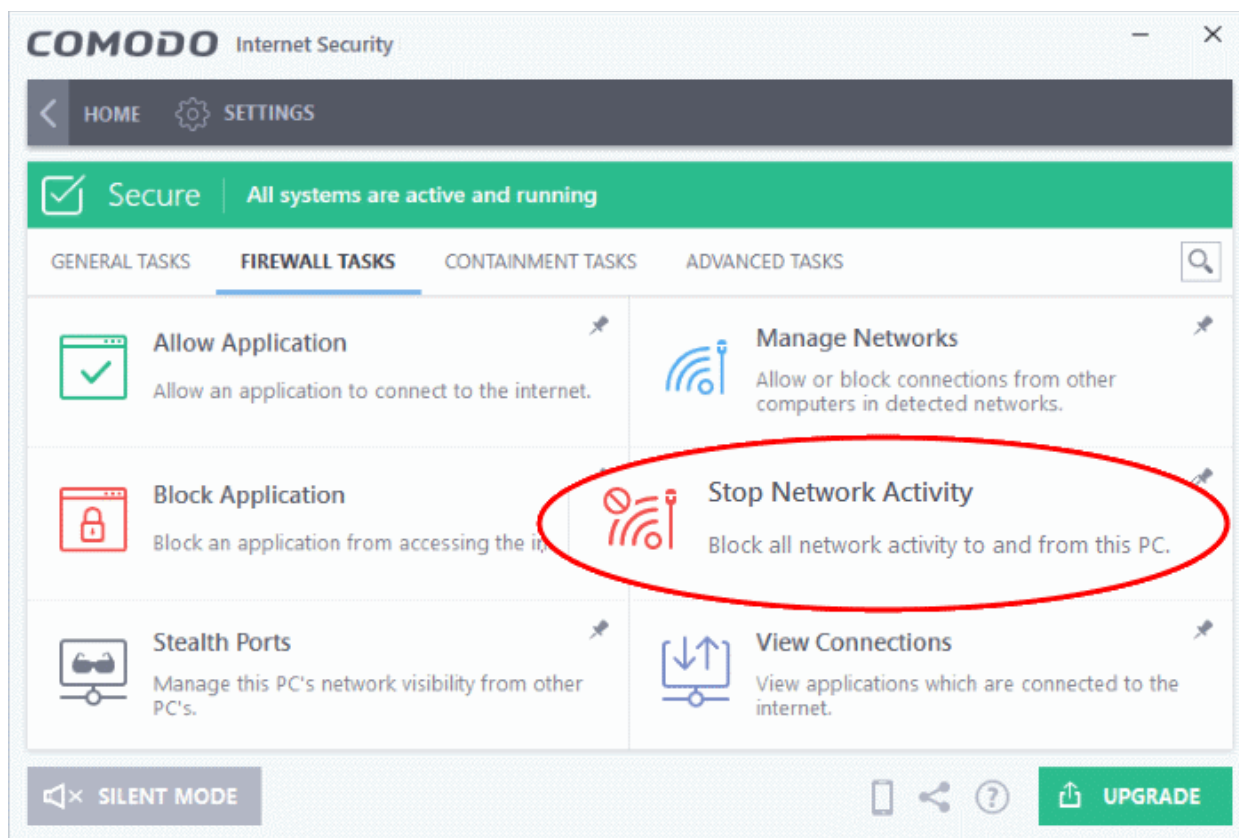 COMODO Internet Security
HOME SETTINGS
Secure All systems are active and running
GENERAL TASKS FIREWALL TASKS CONTAINMENT TASKS ADVANCED TASKS
Allow Application
Allow an application to connect to the internet.
Manage Networks
Allow or block connections from other
computers in detected networks.
Block Application
Block an application from accessing the
Stop Network Activity
Block all network activity to and from this PC.
Stealth Ports
Manage this PC's network visibility from other
PC's.
View Connections
View applications which are connected to the
internet.
SILENT MODE
UPGRADE